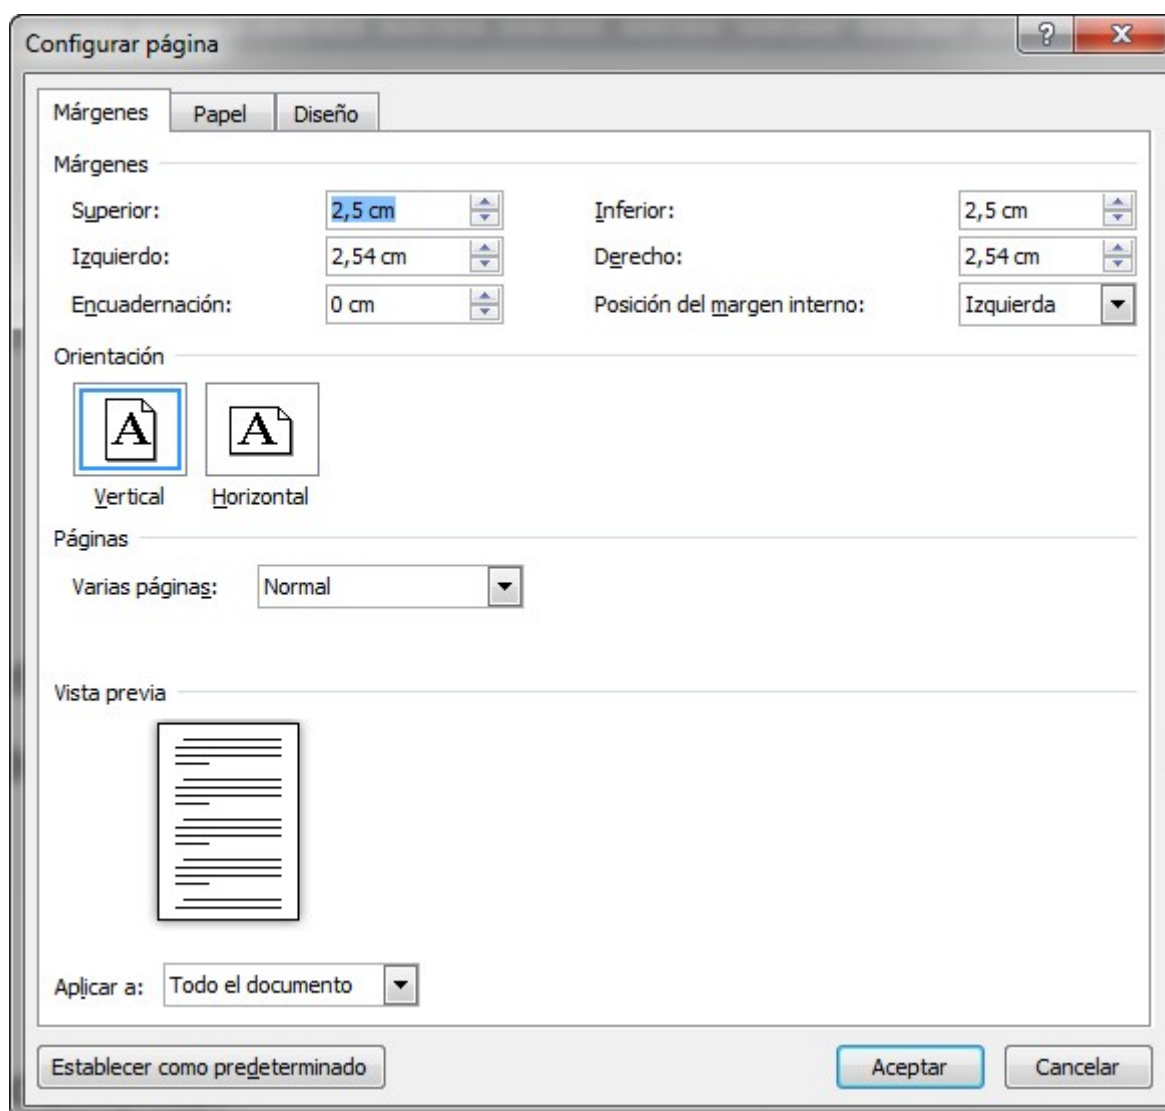 Configurar página
Márgenes Papel Diseño
Márgenes
Superior: 2,5 cm Inferior: 2,5 cm
Izquierdo: 2,54 cm Derecho: 2,54 cm
Encuadernación: 0 cm Posición del margen interno: Izquierda
Orientación
A A
Vertical Horizontal
Páginas
Varias páginas: Normal
Vista previa
Aplicar a: Todo el documento
Establecer como predeterminado Aceptar Cancelar